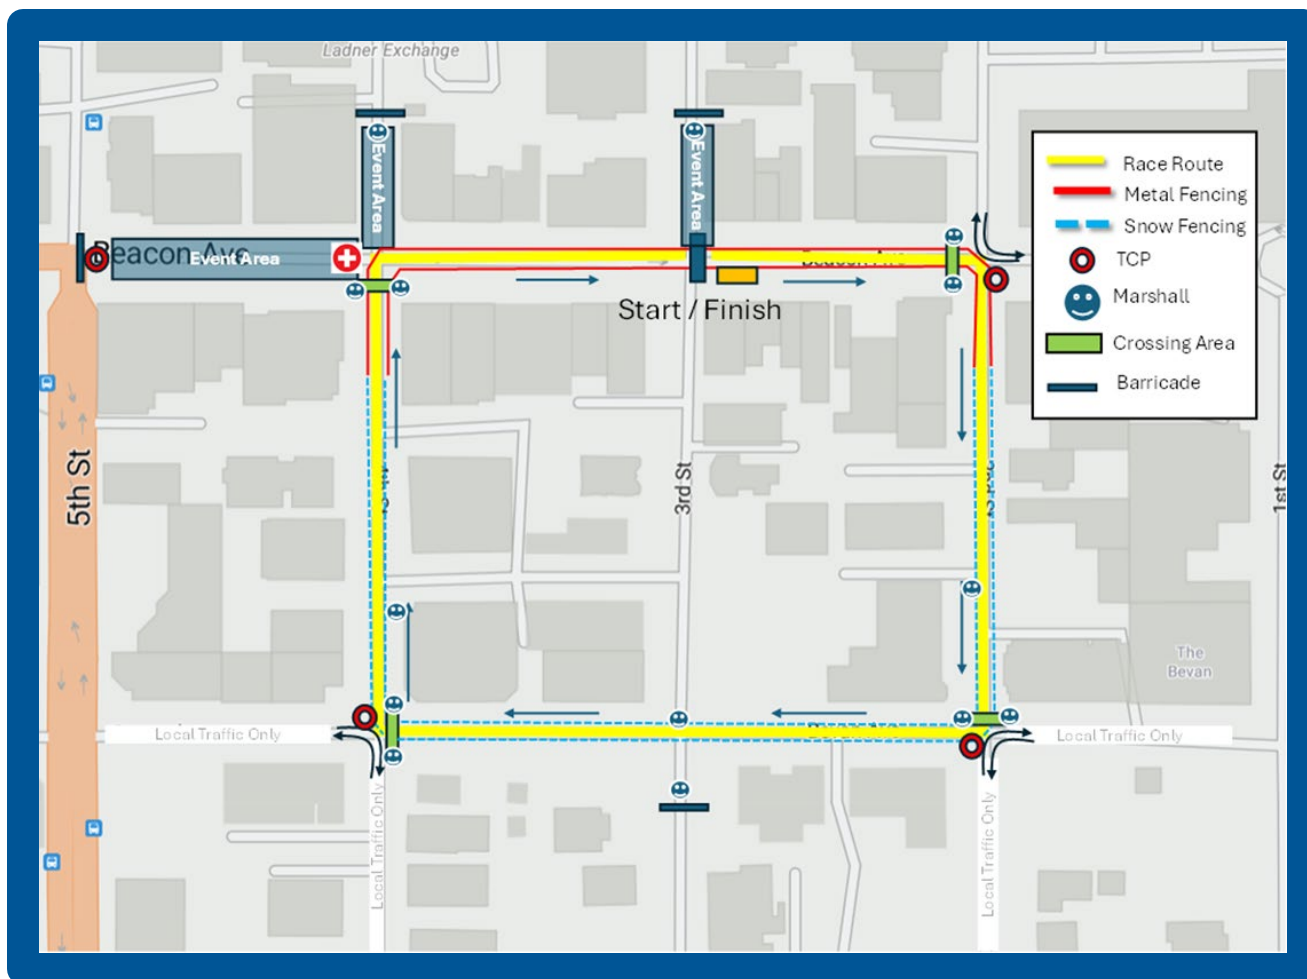 Ladner Exchange
Event Area
Event Area
Race Route
Metal Fencing
Snow Fencing
TCP
Marshall
Crossing Area
Barricade
Beacon Ave
Event Area
Start / Finish
5th St
3rd St
1st St
The
Bevan
Local Traffic Only
Local Traffic Only
Local Traffic Only
Local Traffic Only